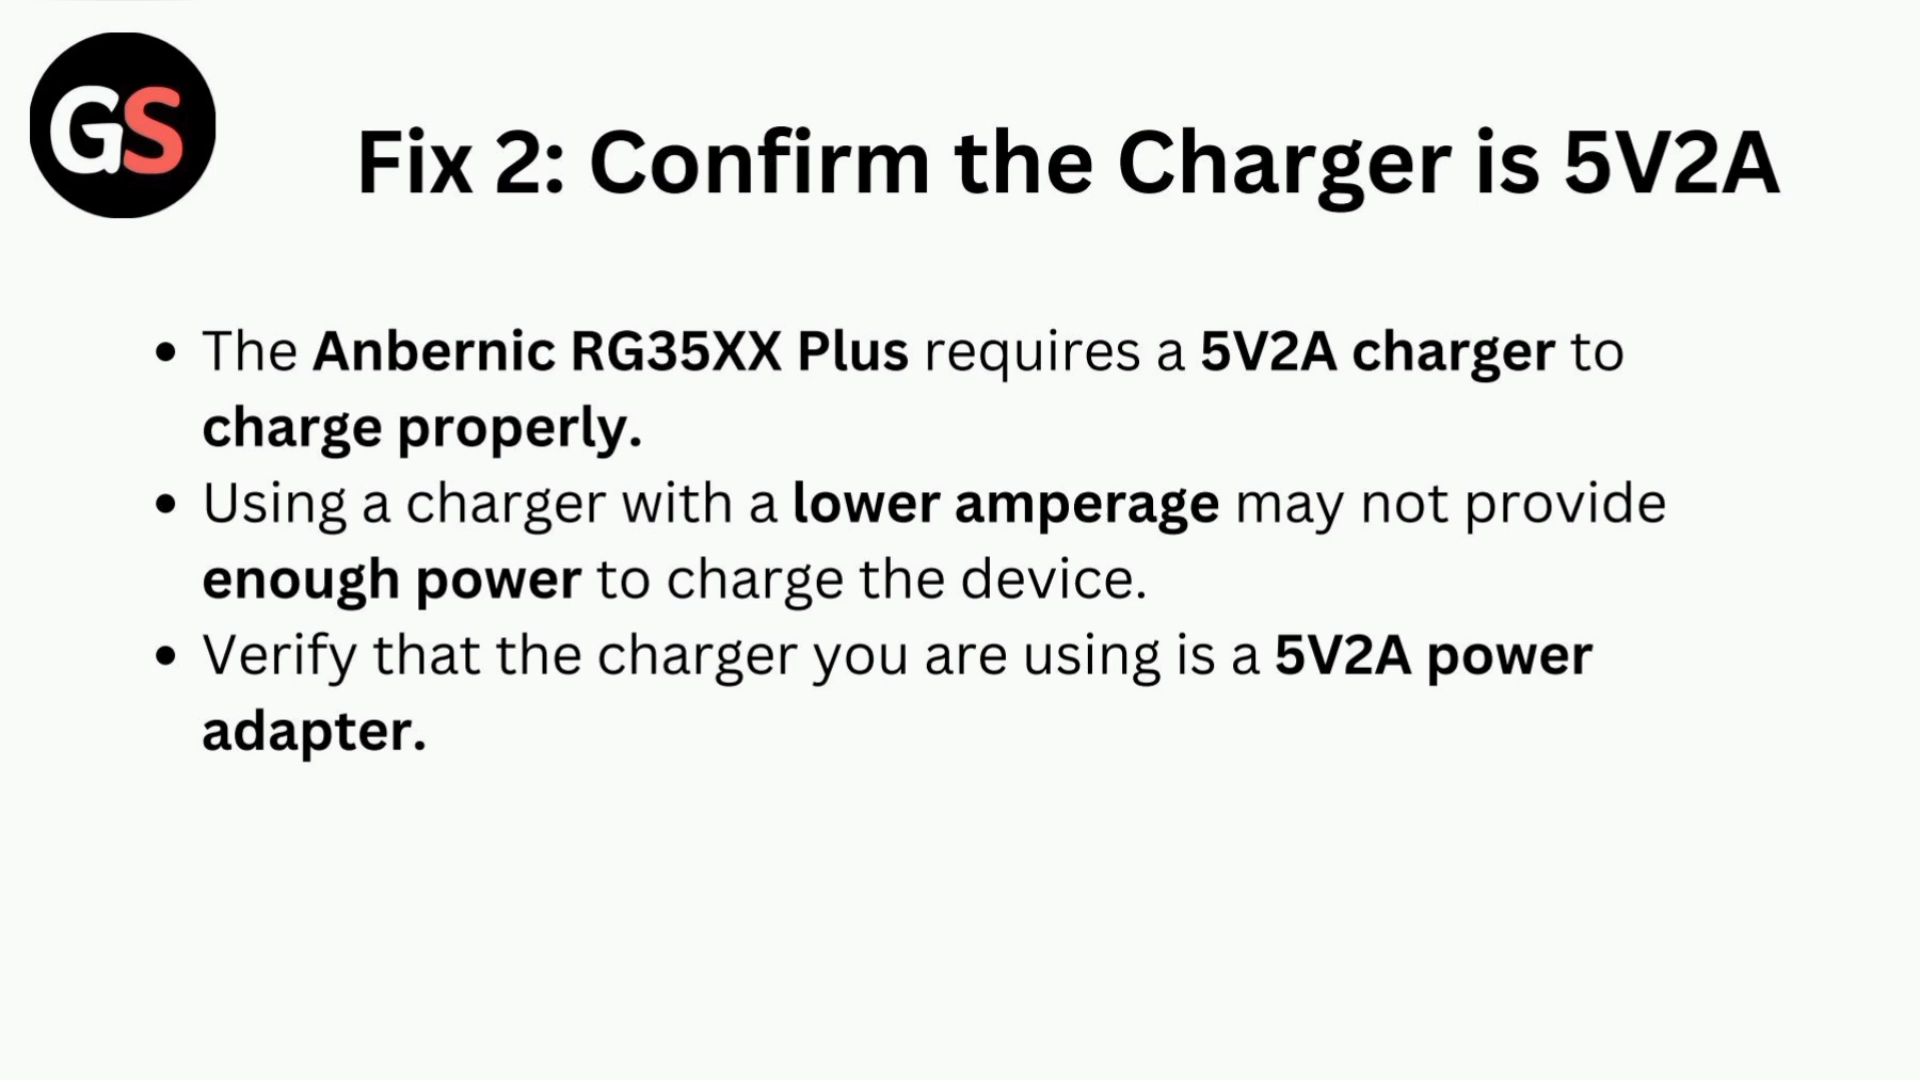 GS
Fix 2: Confirm the Charger is 5V2A
• The Anbernic RG35XX Plus requires a 5V2A charger to
charge properly.
• Using a charger with a lower amperage may not provide
enough power to charge the device.
• Verify that the charger you are using is a 5V2A power
adapter.